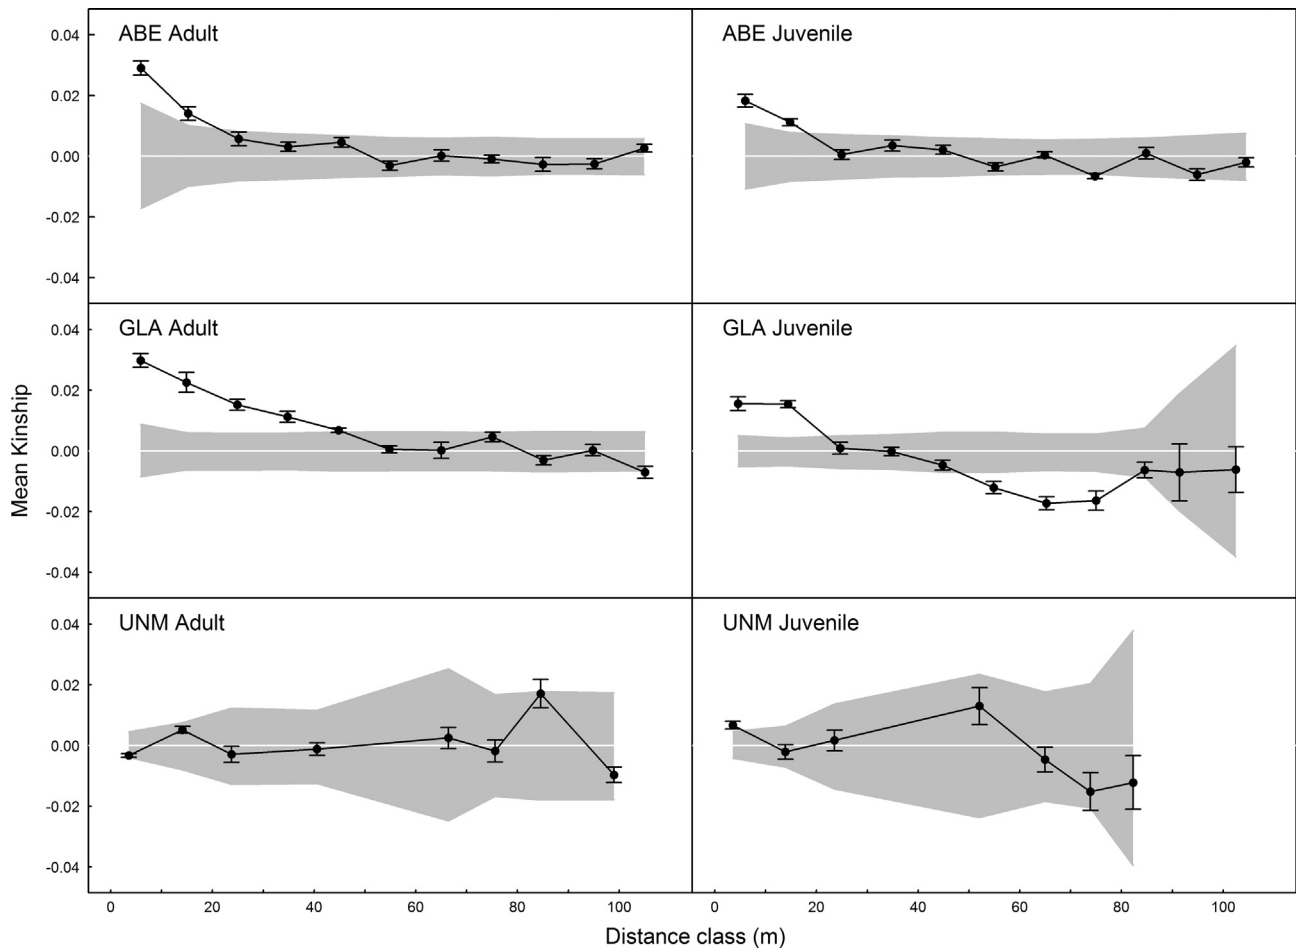 ABE Adult
ABE Juvenile
0.04
0.02
0.00
-0.02
-0.04
GLA Adult
GLA Juvenile
0.04
0.02
0.00
-0.02
-0.04
Mean Kinship
UNM Adult
UNM Juvenile
0.04
0.02
0.00
-0.02
-0.04
0 20 40 60 80 100 0 20 40 60 80 100
Distance class (m)